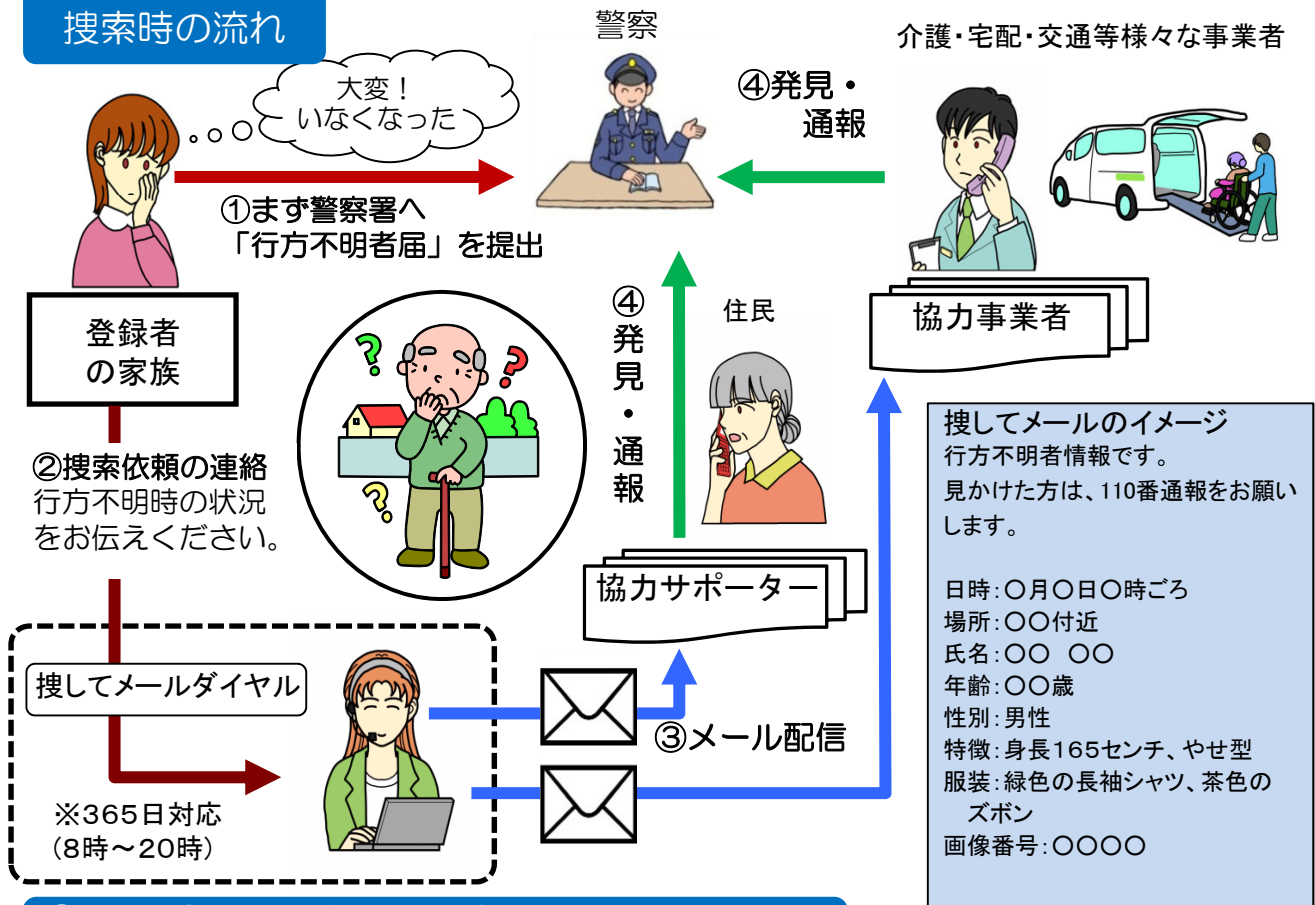 捜索時の流れ
警察
介護・宅配・交通等様々な事業者
大変！
いなくなった
④発見・
通報
①まず警察署へ
「行方不明者届」を提出
登録者
の家族
④
発
見
・
通
報
住民
協力事業者
②捜索依頼の連絡
行方不明時の状況
をお伝えください。
協力サポーター
捜してメールダイヤル
③メール配信
※365日対応
(8時～20時)
捜してメールのイメージ
行方不明者情報です。
見かけた方は、110番通報をお願い
します。
日時:〇月〇日〇時ごろ
場所:〇〇付近
氏名:〇〇 〇〇
年齢:〇〇歳
性別:男性
特徴:身長165センチ、やせ型
服装:緑色の長袖シャツ、茶色の
ズボン
画像番号:〇〇〇〇